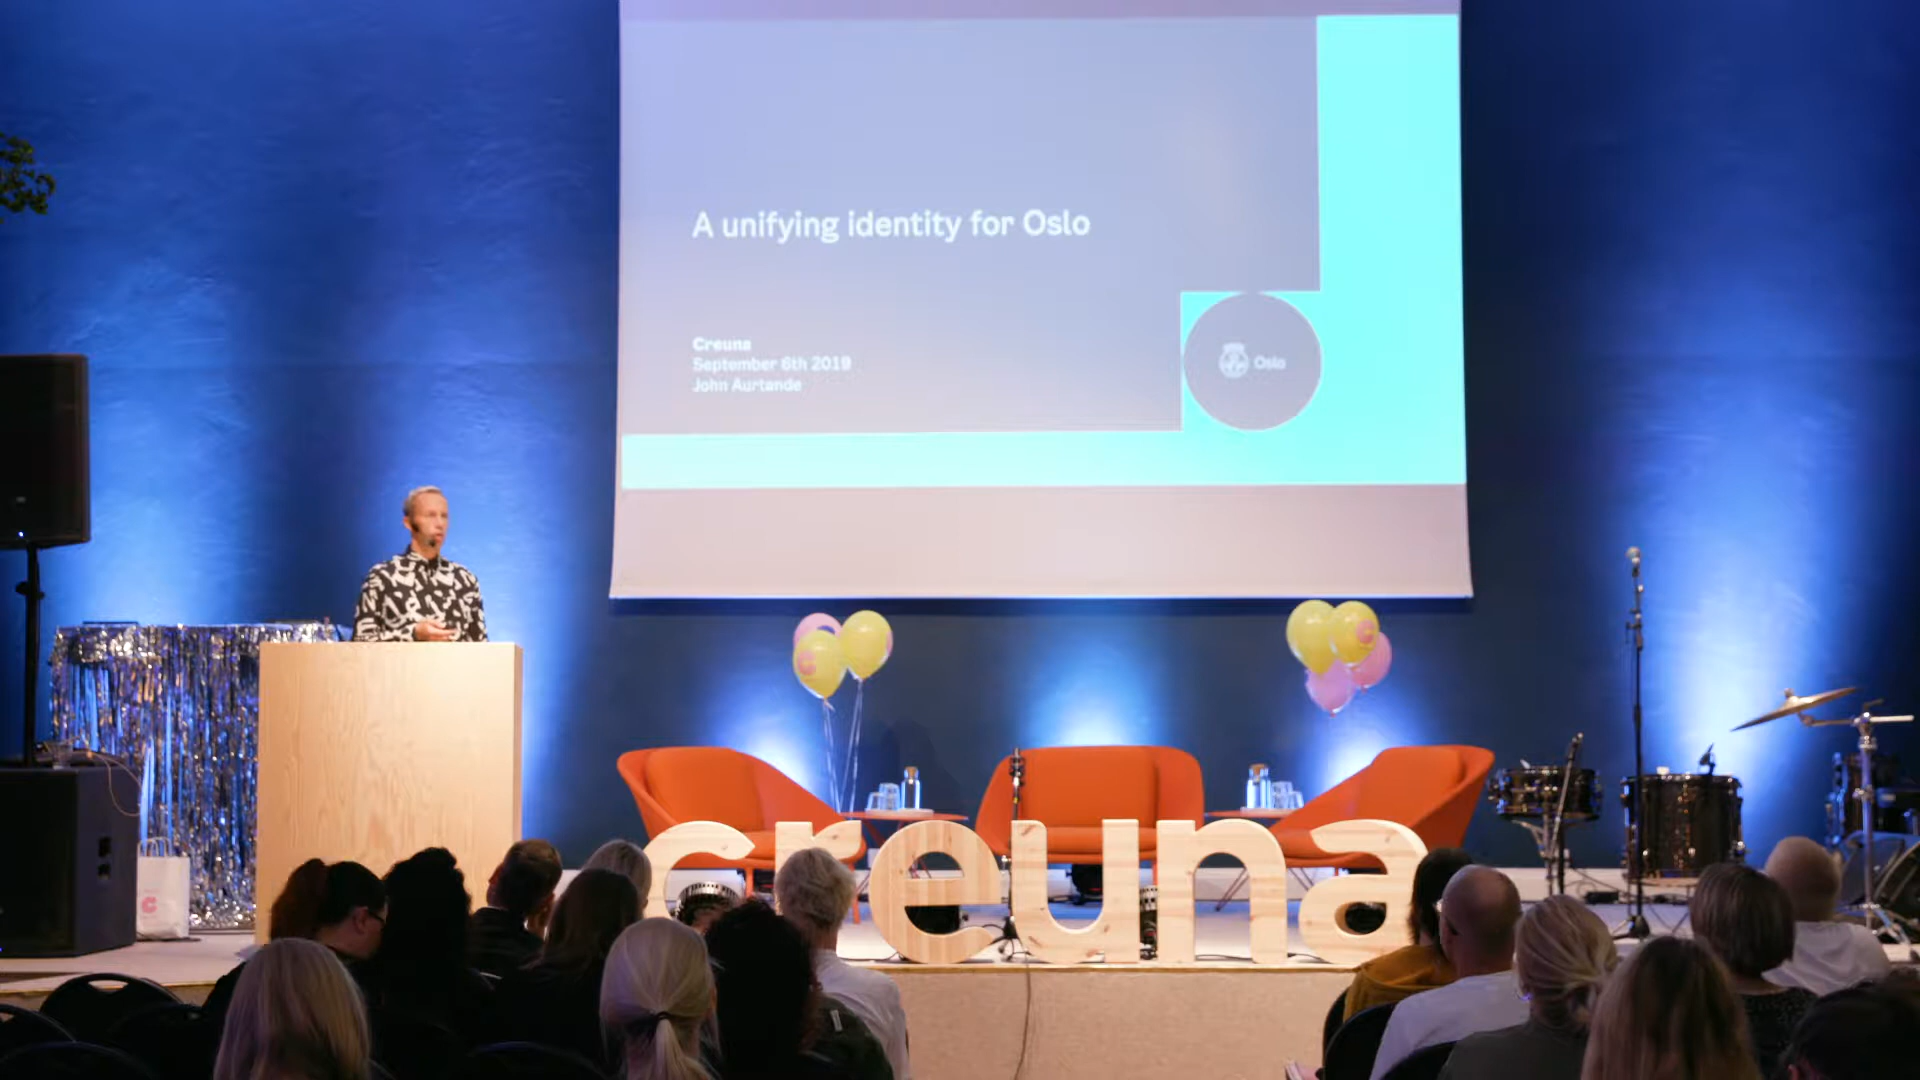 A unifying identity for Oslo
Creuna
September 6th 2019
John Aurtande
Oslo
creuna